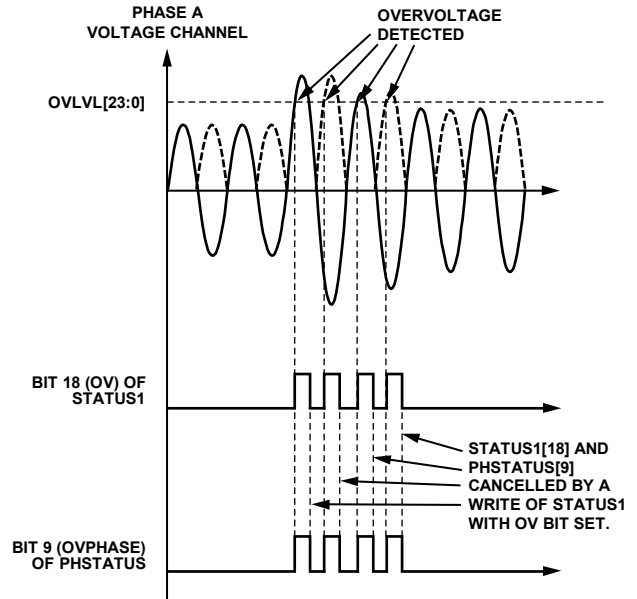 PHASE A
VOLTAGE CHANNEL
OVERVOLTAGE
DETECTED
OVLVL[23:0]
BIT 18 (OV) OF
STATUS1
STATUS1[18] AND
PHSTATUS[9]
CANCELLED BY A
WRITE OF STATUS1
WITH OV BIT SET.
BIT 9 (OVPHASE)
OF PHSTATUS